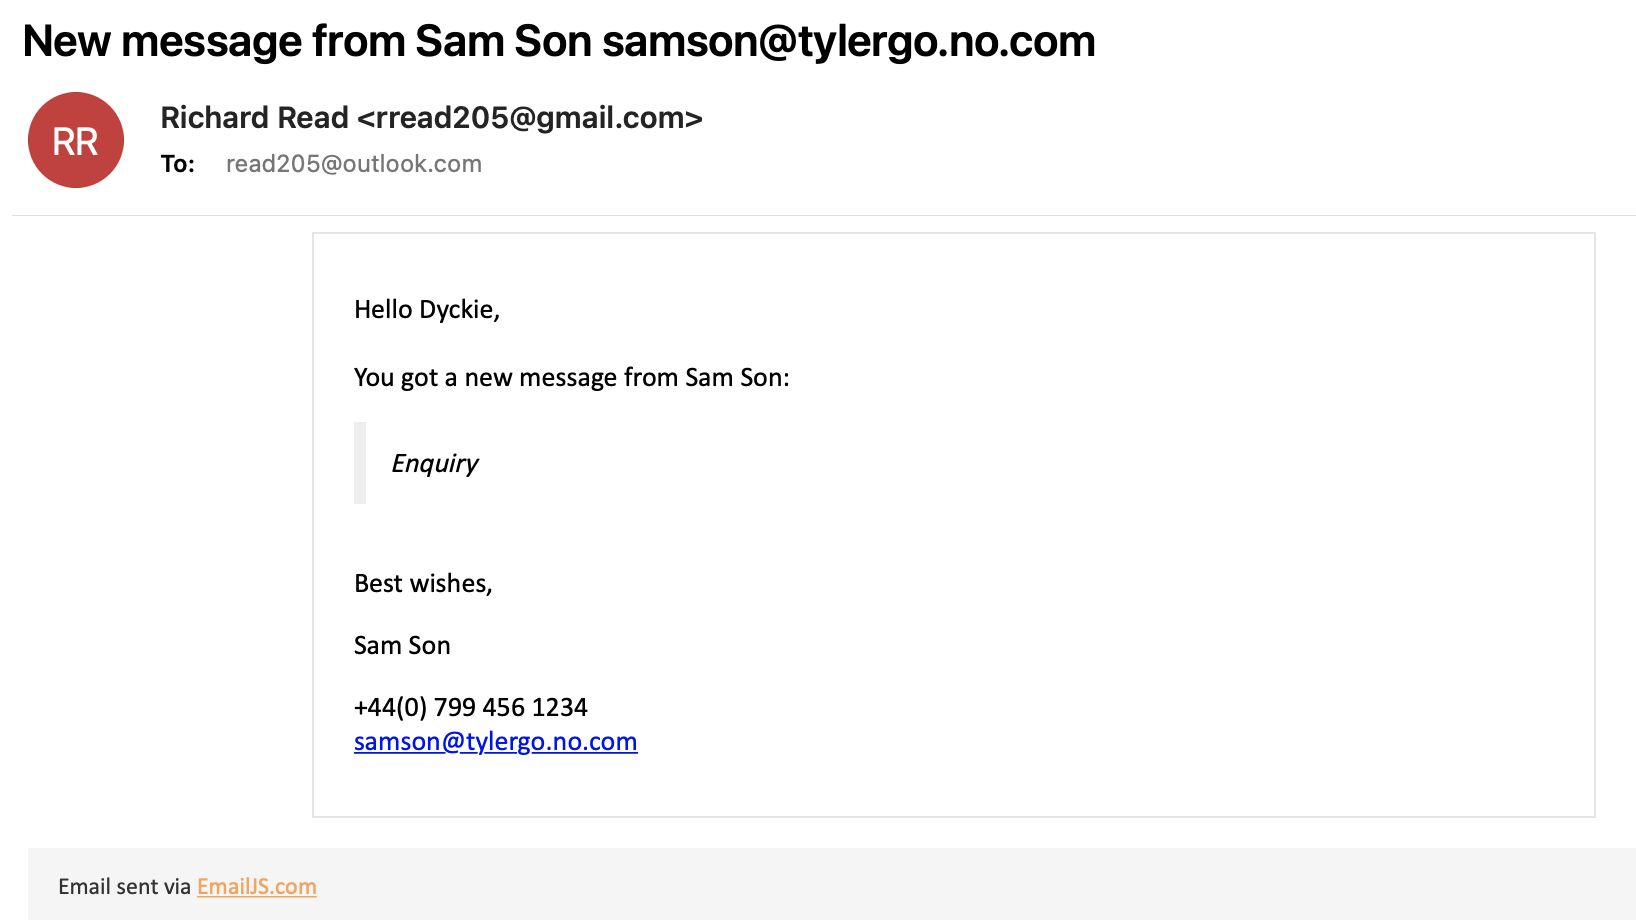 New message from Sam Son samson@tylergo.no.com
RR
Richard Read <rread205@gmail.com>
To: read205@outlook.com
Hello Dyckie,
You got a new message from Sam Son:
Enquiry
Best wishes,
Sam Son
+44(0) 799 456 1234
samson@tylergo.no.com
Email sent via EmailJS.com